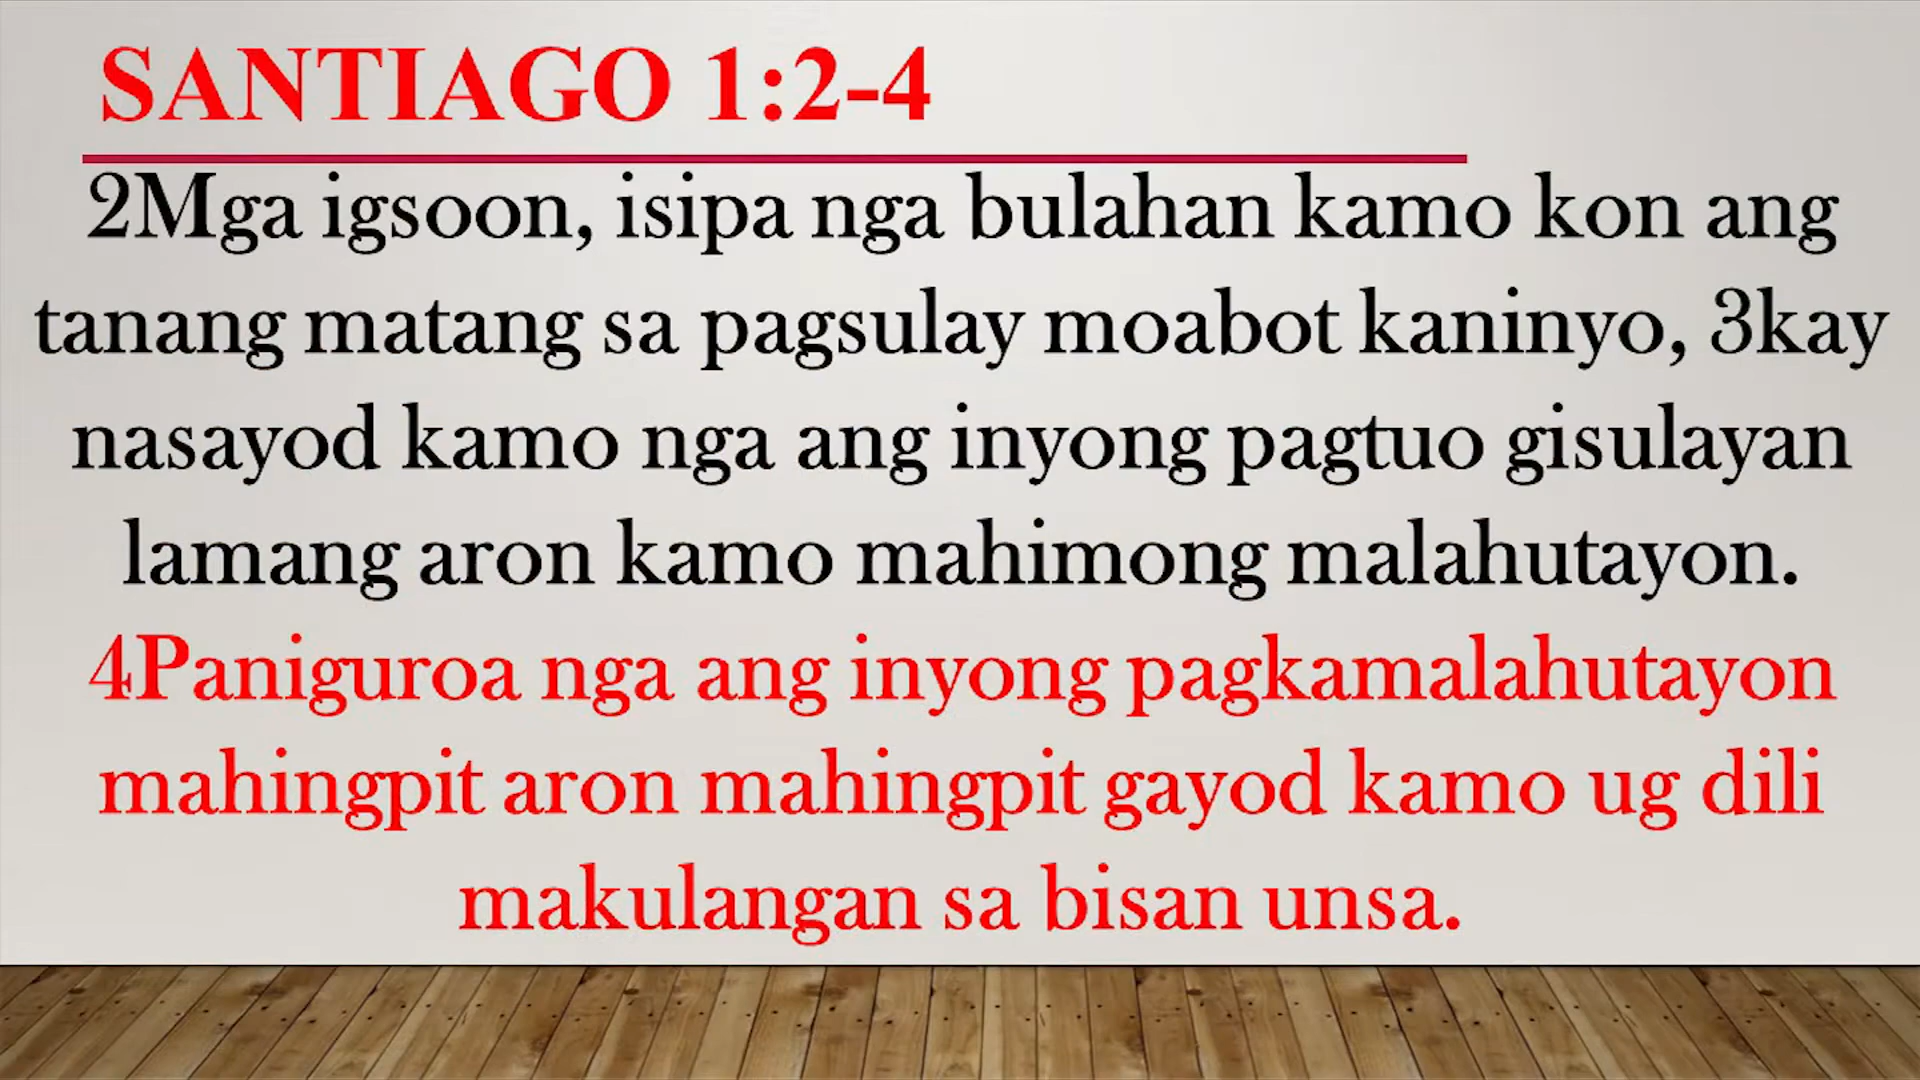 SANTIAGO 1:2-4
2Mga igsoon, isipa nga bulahan kamo kon ang
tanang matang sa pagsulay moabot kaninyo, 3kay
nasayod kamo nga ang inyong pagtuo gisulayan
lamang aron kamo mahimong malahutayon.
4Paniguroa nga ang inyong pagkamalahutayon
mahingpit aron mahingpit gayod kamo ug dili
makulangan sa bisan unsa.